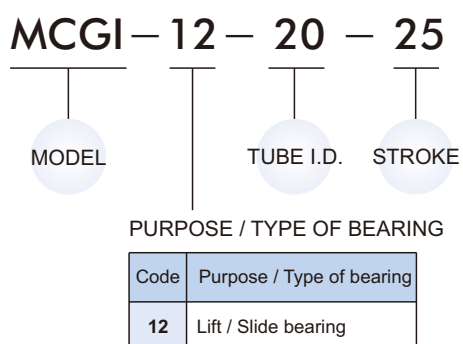 MCGI – 12 – 20 – 25
MODEL
TUBE I.D.
STROKE
PURPOSE / TYPE OF BEARING
Code Purpose / Type of bearing
12 Lift / Slide bearing